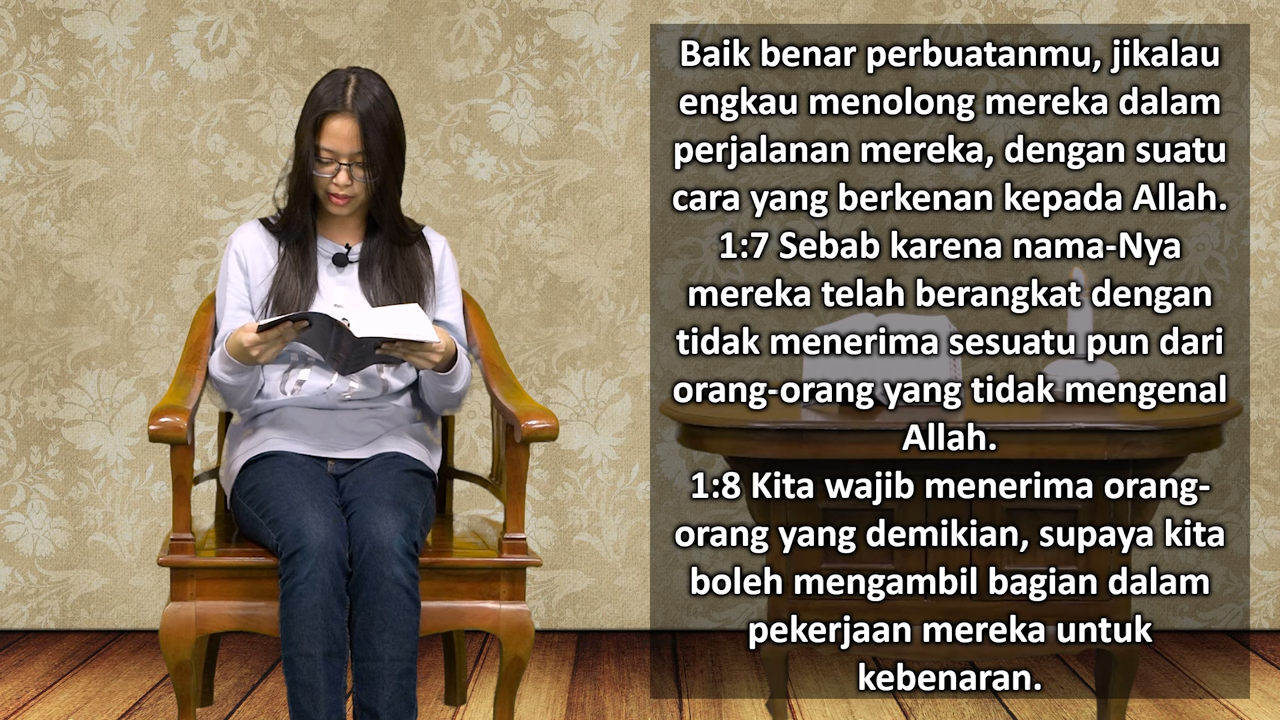 Baik benar perbuatanmu, jikalau
engkau menolong mereka dalam
perjalanan mereka, dengan suatu
cara yang berkenan kepada Allah.
1:7 Sebab karena nama-Nya
mereka telah berangkat dengan
tidak menerima sesuatu pun dari
orang-orang yang tidak mengenal
Allah.
1:8 Kita wajib menerima orang-
orang yang demikian, supaya kita
boleh mengambil bagian dalam
pekerjaan mereka untuk
kebenaran.